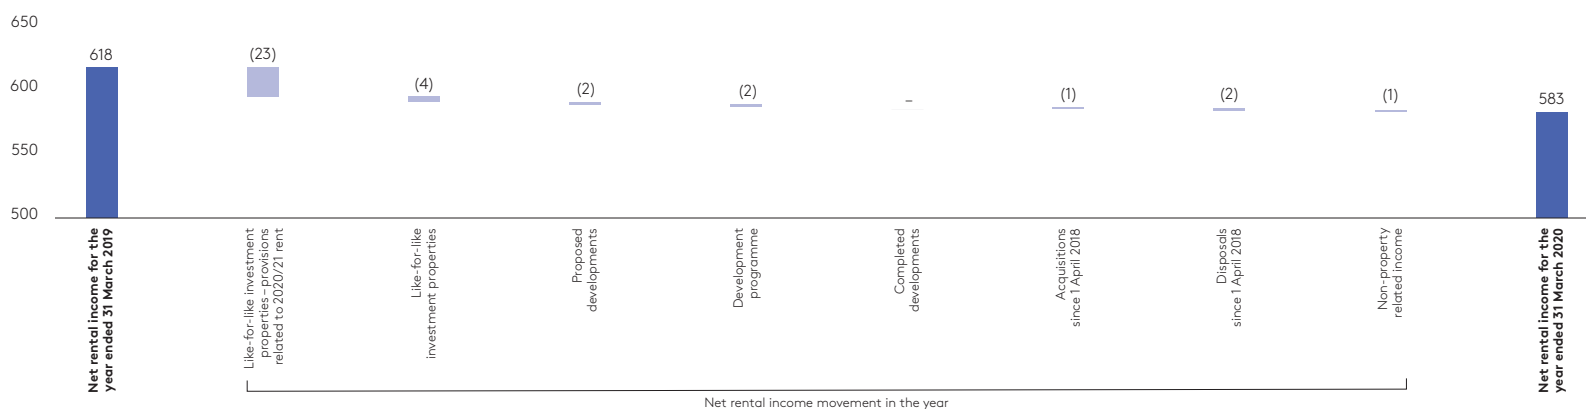 650
600
550
500
618
(23)
(4)
(2)
(2)
–
(1)
(2)
(1)
583
Net rental income for the
year ended 31 March 2019
Like-for-like investment
properties – provisions
related to 2020/21 rent
Like-for-like
investment properties
Proposed
developments
Development
programme
Completed
developments
Acquisitions
since 1 April 2018
Disposals
since 1 April 2018
Non-property
related income
Net rental income for the
year ended 31 March 2020
Net rental income movement in the year